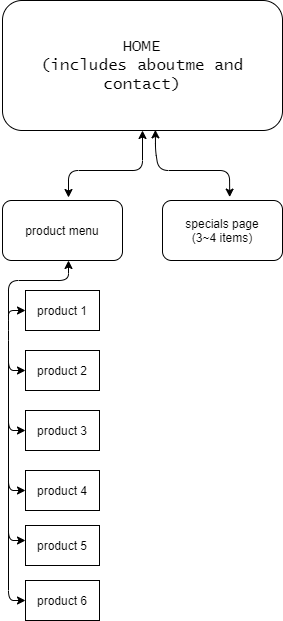 HOME
(includes aboutme and
contact)
product menu
specials page
(3~4 items)
product 1
product 2
product 3
product 4
product 5
product 6